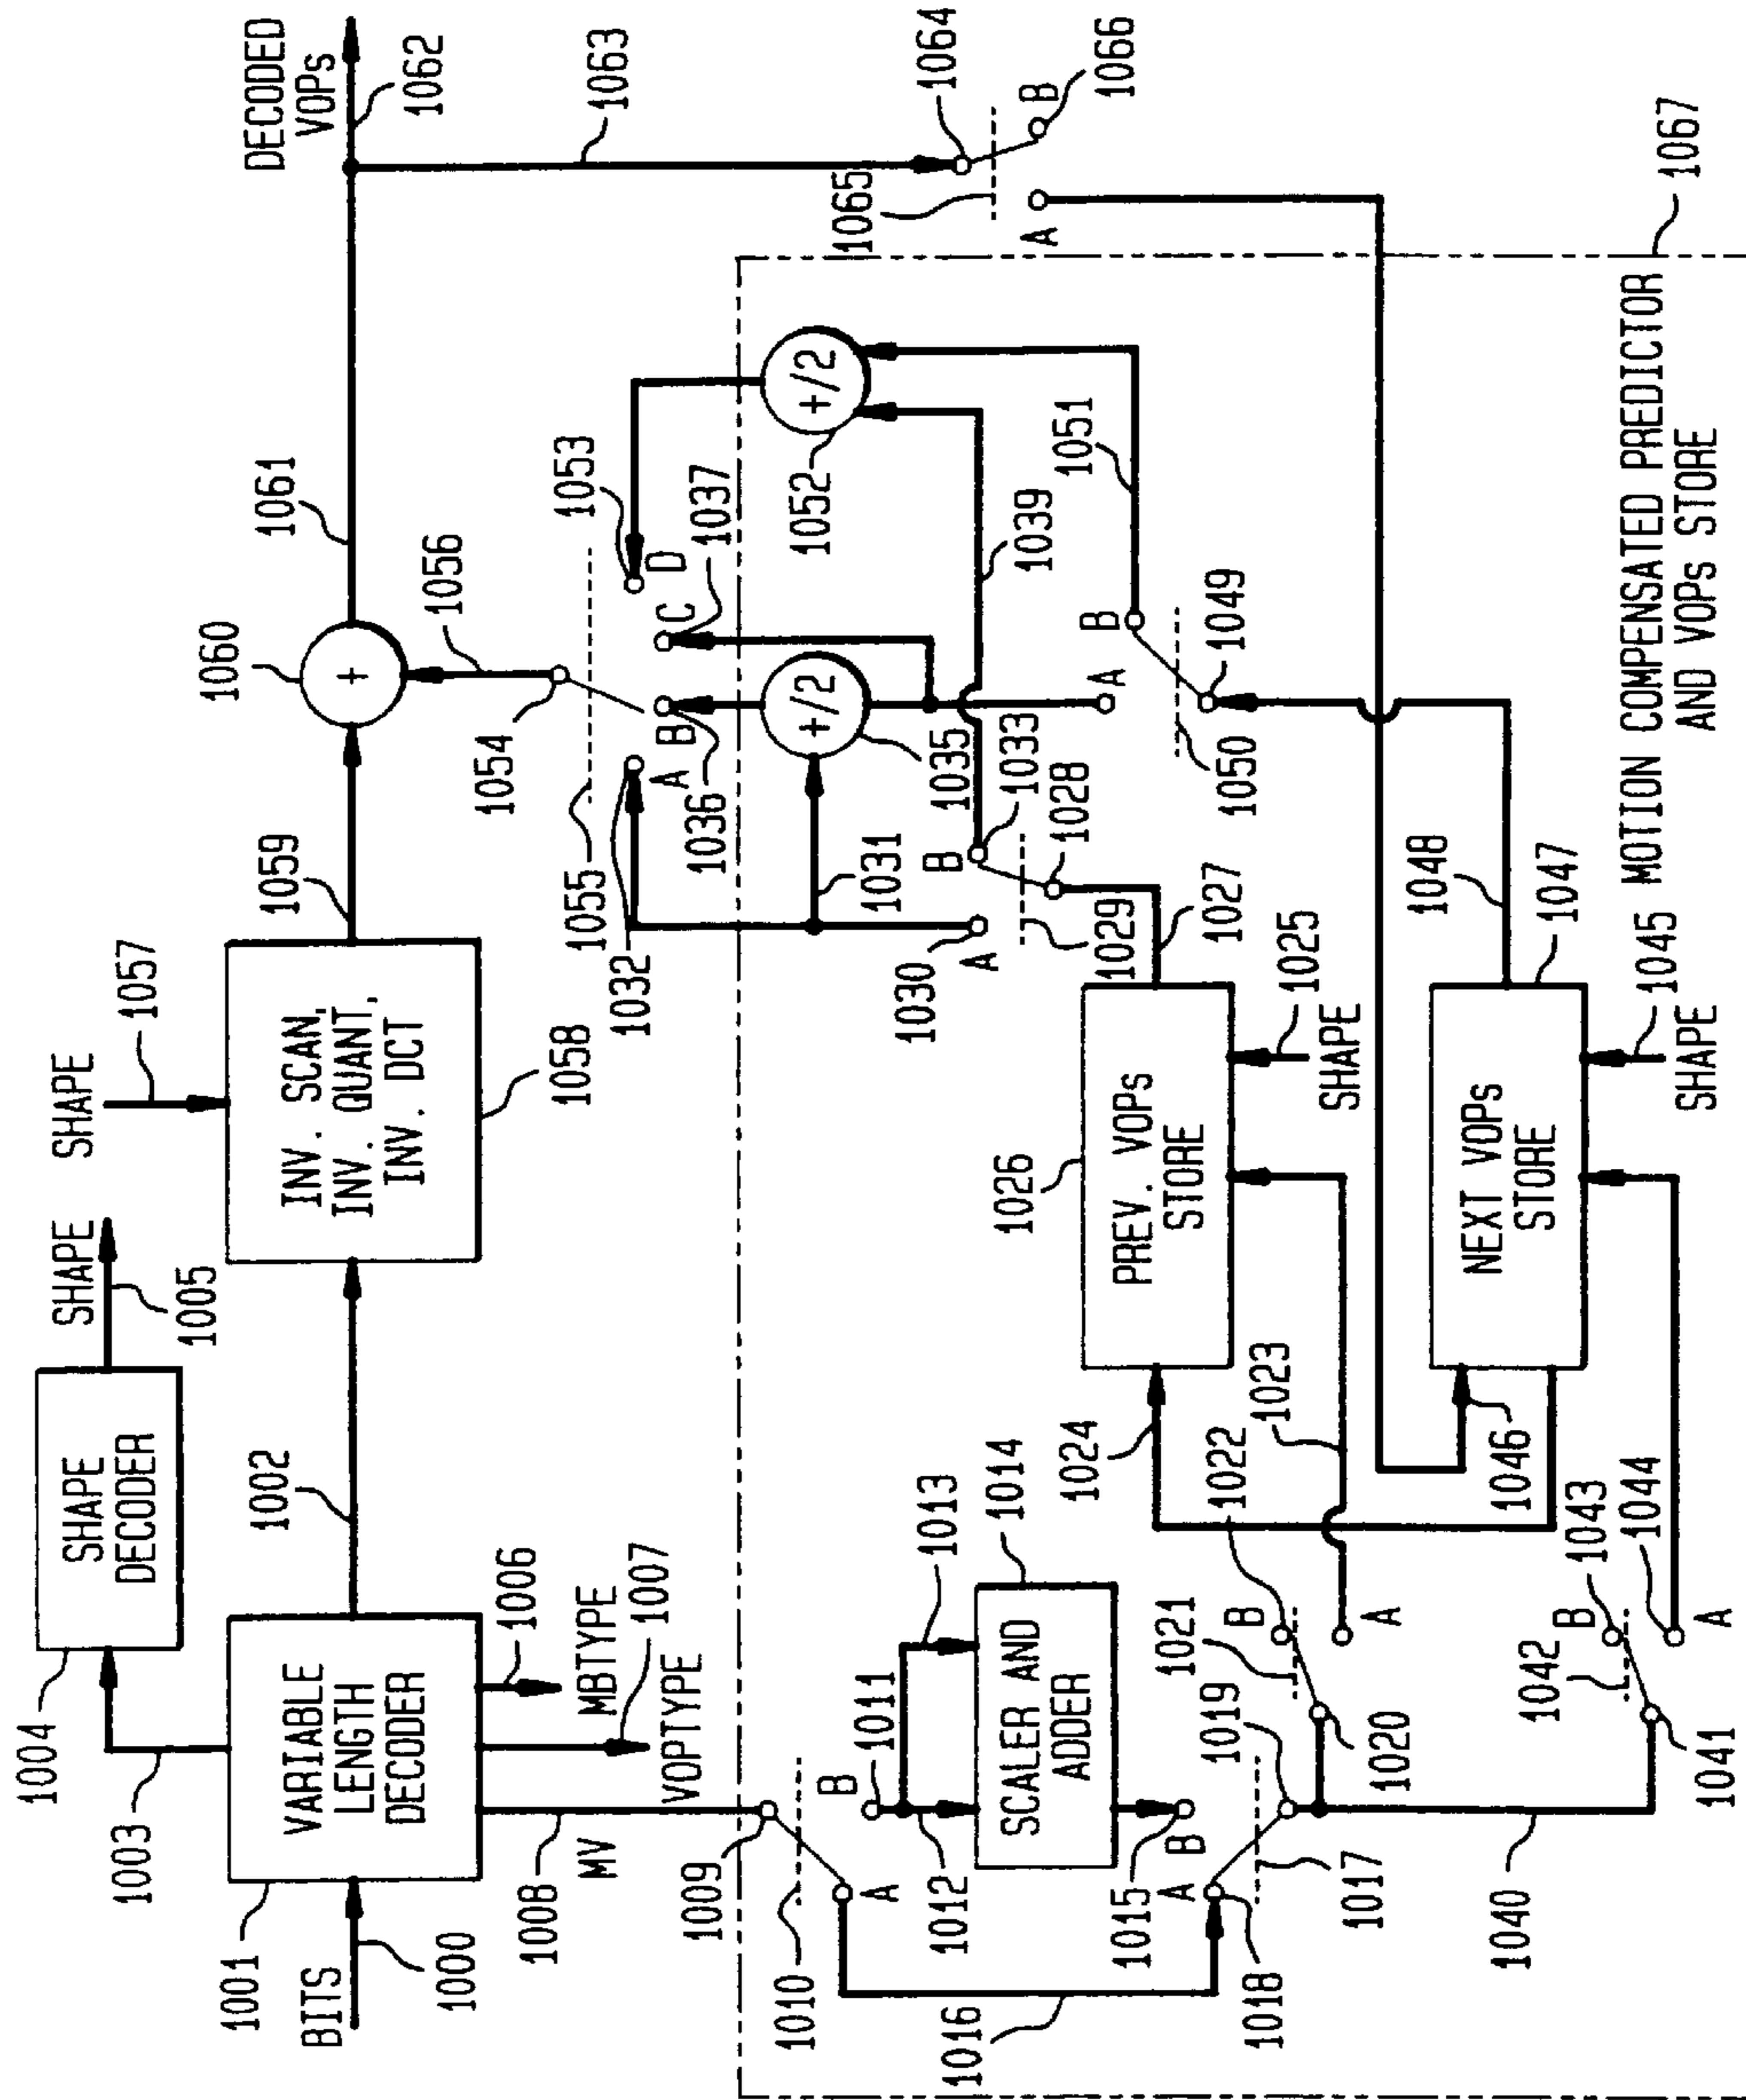 BITS
1000
1001
VARIABLE
LENGTH
DECODER
1002
1003
1004
SHAPE
DECODER
SHAPE
1005
MBTYPE
1006
VOPTYPE
1007
1008
MV
SHAPE
1057
INV. SCAN,
INV. QUANT,
INV. DCT
1058
1059
1060
+
1061
DECODED
VOPs
1062
1063
1064
1065
A
B
1066
1056
1054
1055
A
B
C
D
1032
1036
1037
1053
+/2
1035
+/2
1052
1031
1039
1051
1009
1010
A
B
1011
1012
1013
SCALER AND
ADDER
1014
1015
B
A
1016
1018
1017
1019
1020
1021
B
1022
A
1023
1024
1040
1041
1042
B
1043
A
1044
PREV. VOPs
STORE
1026
SHAPE
1025
1027
1028
1029
A
1030
B
1033
NEXT VOPs
STORE
1046
SHAPE
1045
1047
1048
1049
1050
A
B
MOTION COMPENSATED PREDICTOR
AND VOPs STORE
1067